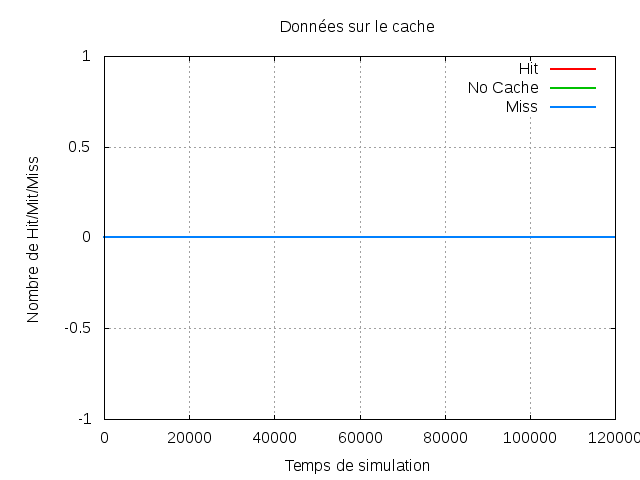 Données sur le cache
1
0.5
0
-0.5
-1
Nombre de Hit/Mit/Miss
Hit
No Cache
Miss
0 20000 40000 60000 80000 100000 120000
Temps de simulation